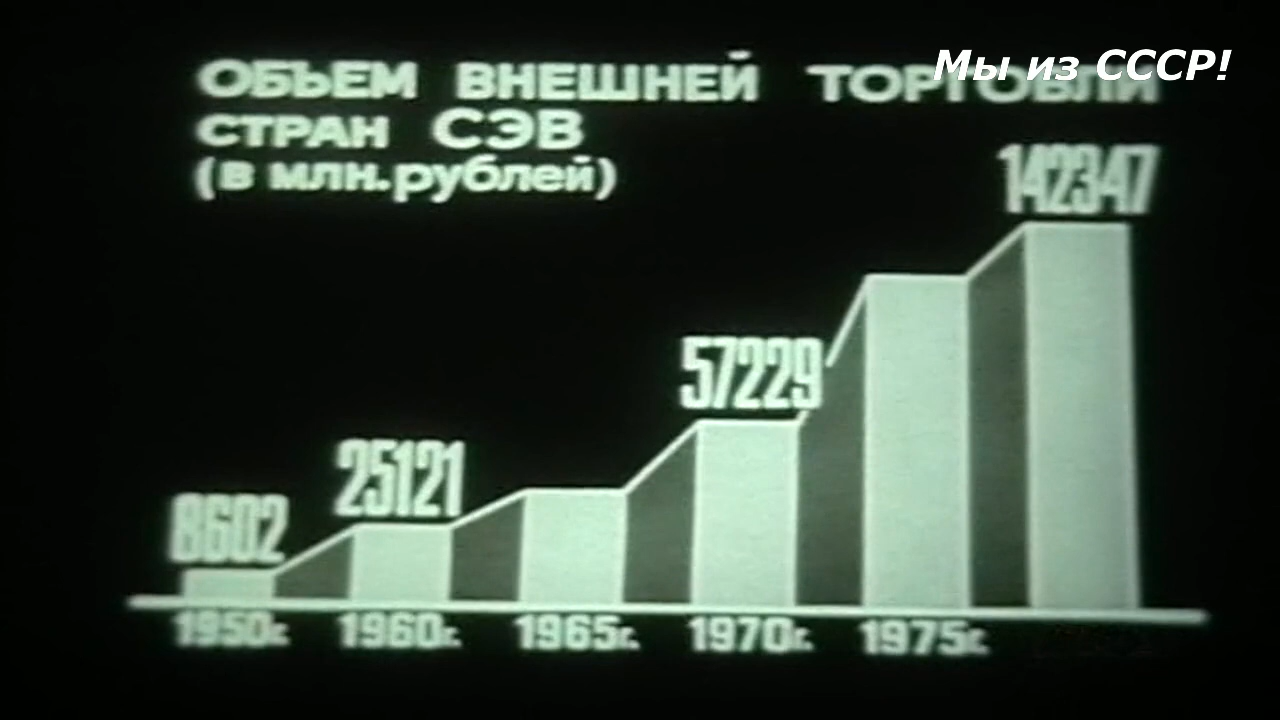 Мы из СССР!
ОБЪЕМ ВНЕШНЕЙ ТОРГОВЛИ
СТРАН СЭВ
(в млн.рублей)
142347
57229
25121
8602
1950г. 1960г. 1965г. 1970г. 1975г.